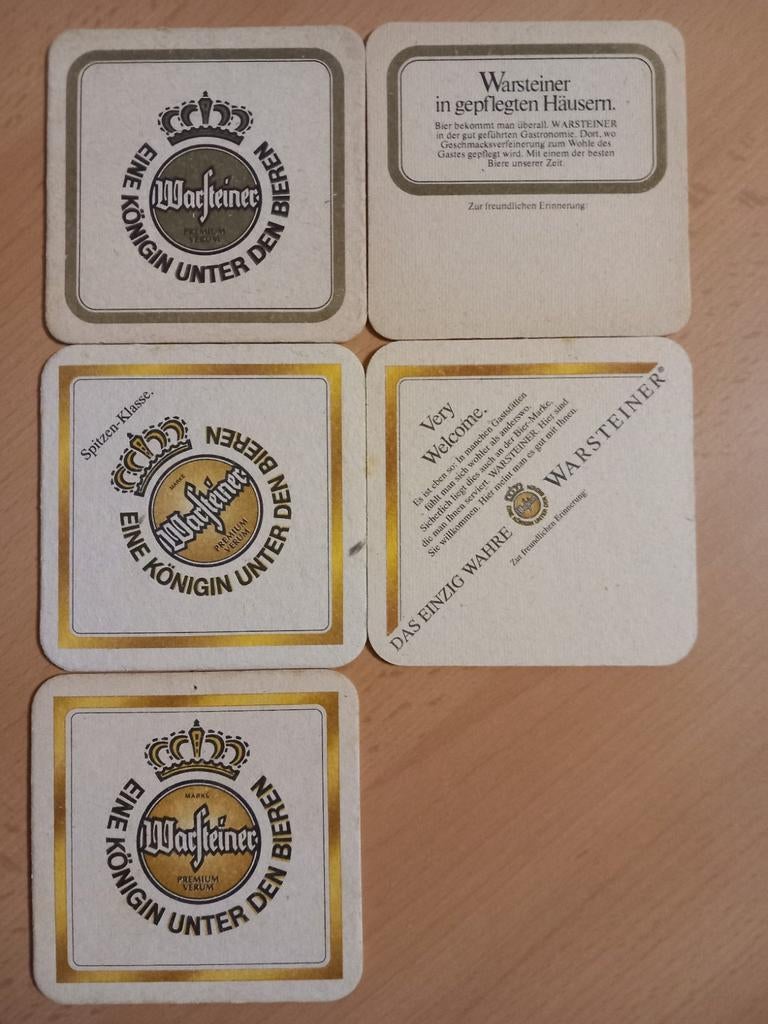 EINE KÖNIGIN UNTER DEN BIEREN
Warsteiner
PREMIUM
VERUM
Warsteiner
in gepflegten Häusern.
Bier bekommt man überall. WARSTEINER
in der gut geführten Gastronomie. Dort, wo
Geschmacksverfeinerung zum Wohle des
Gastes gepflegt wird. Mit einem der besten
Biere unserer Zeit.
Zur freundlichen Erinnerung:
Spitzen-Klasse.
EINE KÖNIGIN UNTER DEN BIEREN
MARKE
Warsteiner
PREMIUM
VERUM
Very
Welcome.
Es ist eben so: In manchen Gaststätten
fühlt man sich wohler als anderswo.
Sicherlich liegt dies auch an der Bier-Marke,
die man Ihnen serviert. WARSTEINER. Hier sind
Sie willkommen. Hier meint man es gut mit Ihnen.
DAS EINZIG WAHRE WARSTEINER®
Zur freundlichen Erinnerung
EINE KÖNIGIN UNTER DEN BIEREN
MARKE
Warsteiner
PREMIUM
VERUM